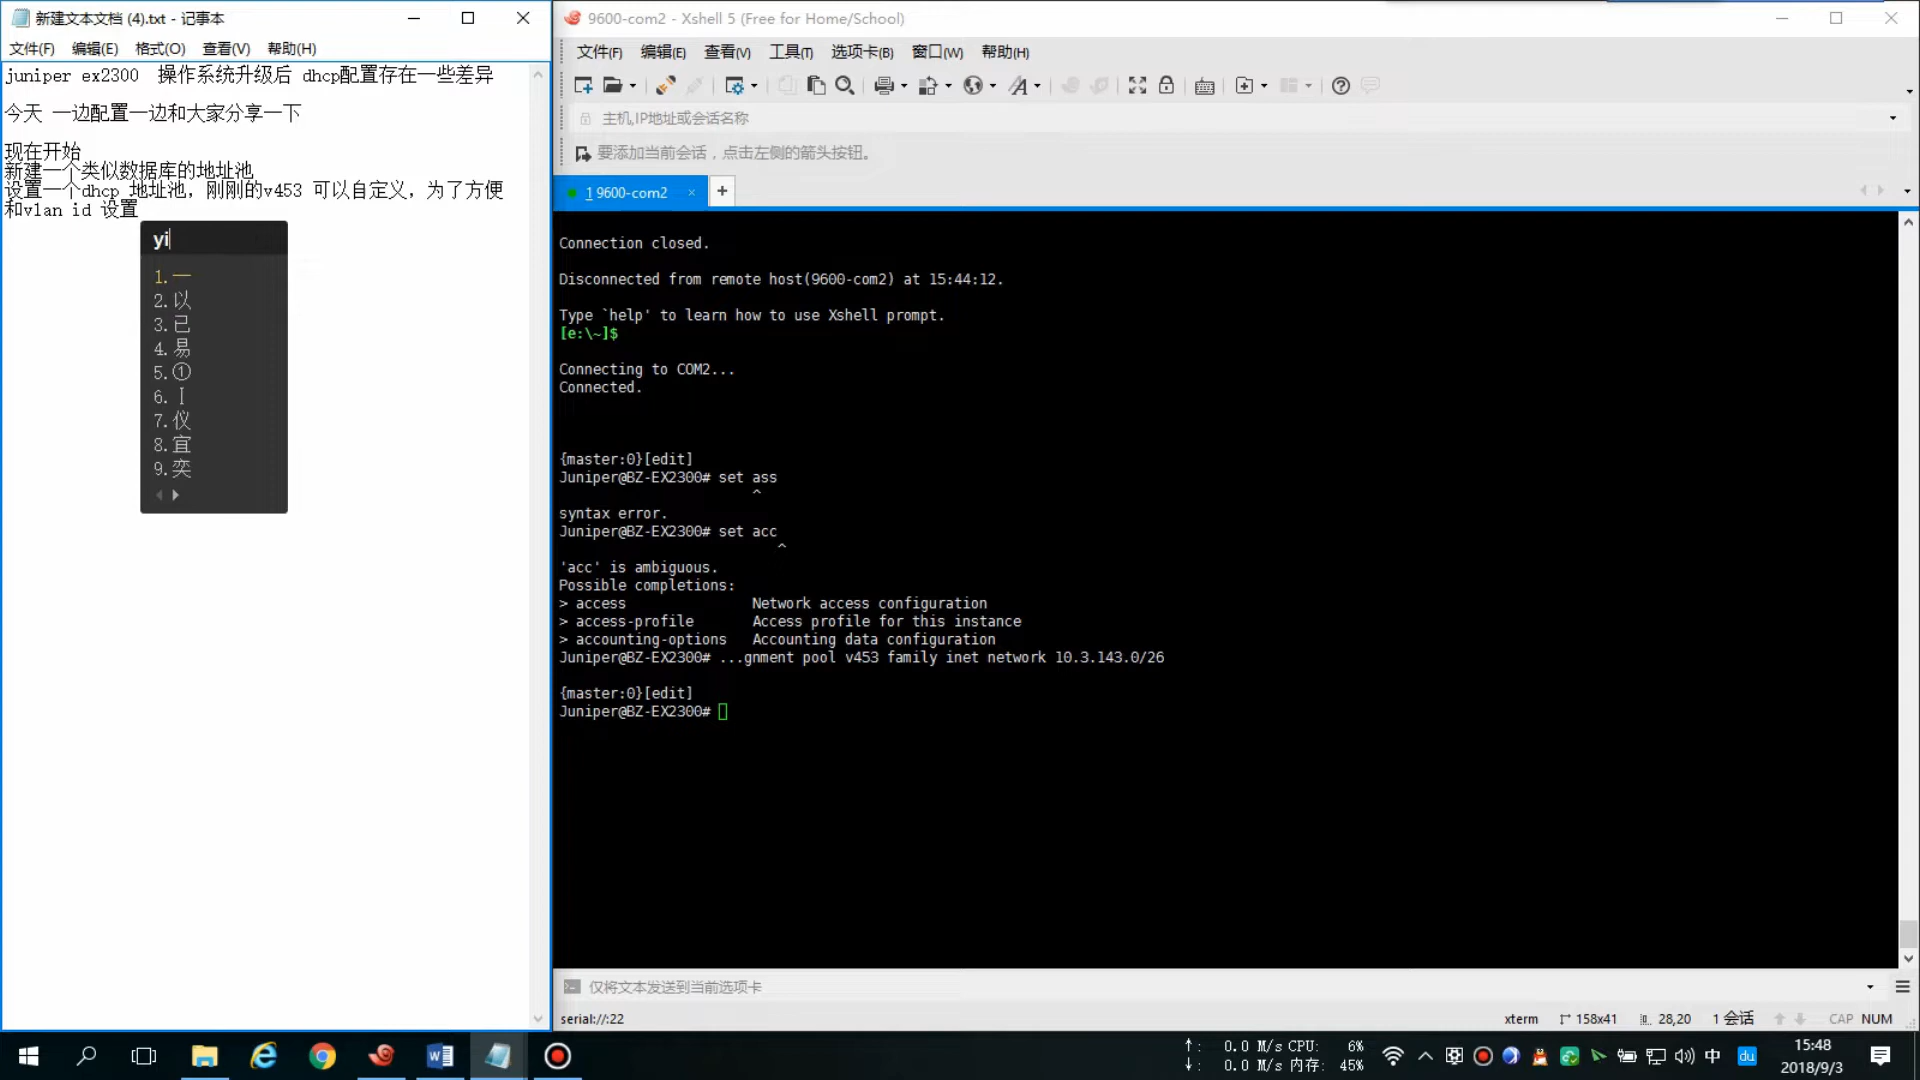 新建文本文档 (4).txt - 记事本
文件(F) 编辑(E) 格式(O) 查看(V) 帮助(H)
juniper ex2300  操作系统升级后 dhcp配置存在一些差异
今天 一边配置一边和大家分享一下
现在开始
新建一个类似数据库的地址池
设置一个dhcp 地址池，刚刚的v453 可以自定义，为了方便
和vlan id 设置
yi
1.一
2.以
3.已
4.易
5.①
6.Ⅰ
7.仪
8.宜
9.奕
9600-com2 - Xshell 5 (Free for Home/School)
文件(F) 编辑(E) 查看(V) 工具(T) 选项卡(B) 窗口(W) 帮助(H)
主机,IP地址或会话名称
要添加当前会话，点击左侧的箭头按钮。
1 9600-com2
Connection closed.
Disconnected from remote host(9600-com2) at 15:44:12.
Type `help' to learn how to use Xshell prompt.
[e:\~]$
Connecting to COM2...
Connected.
{master:0}[edit]
Juniper@BZ-EX2300# set ass
^
syntax error.
Juniper@BZ-EX2300# set acc
^
'acc' is ambiguous.
Possible completions:
> access               Network access configuration
> access-profile       Access profile for this instance
> accounting-options   Accounting data configuration
Juniper@BZ-EX2300# ...gnment pool v453 family inet network 10.3.143.0/26
{master:0}[edit]
Juniper@BZ-EX2300#
仅将文本发送到当前选项卡
serial://:22 xterm 158x41 28,20 1 会话 CAP NUM
↑: 0.0 M/s CPU: 6%
↓: 0.0 M/s 内存: 45%
中 du
15:48
2018/9/3